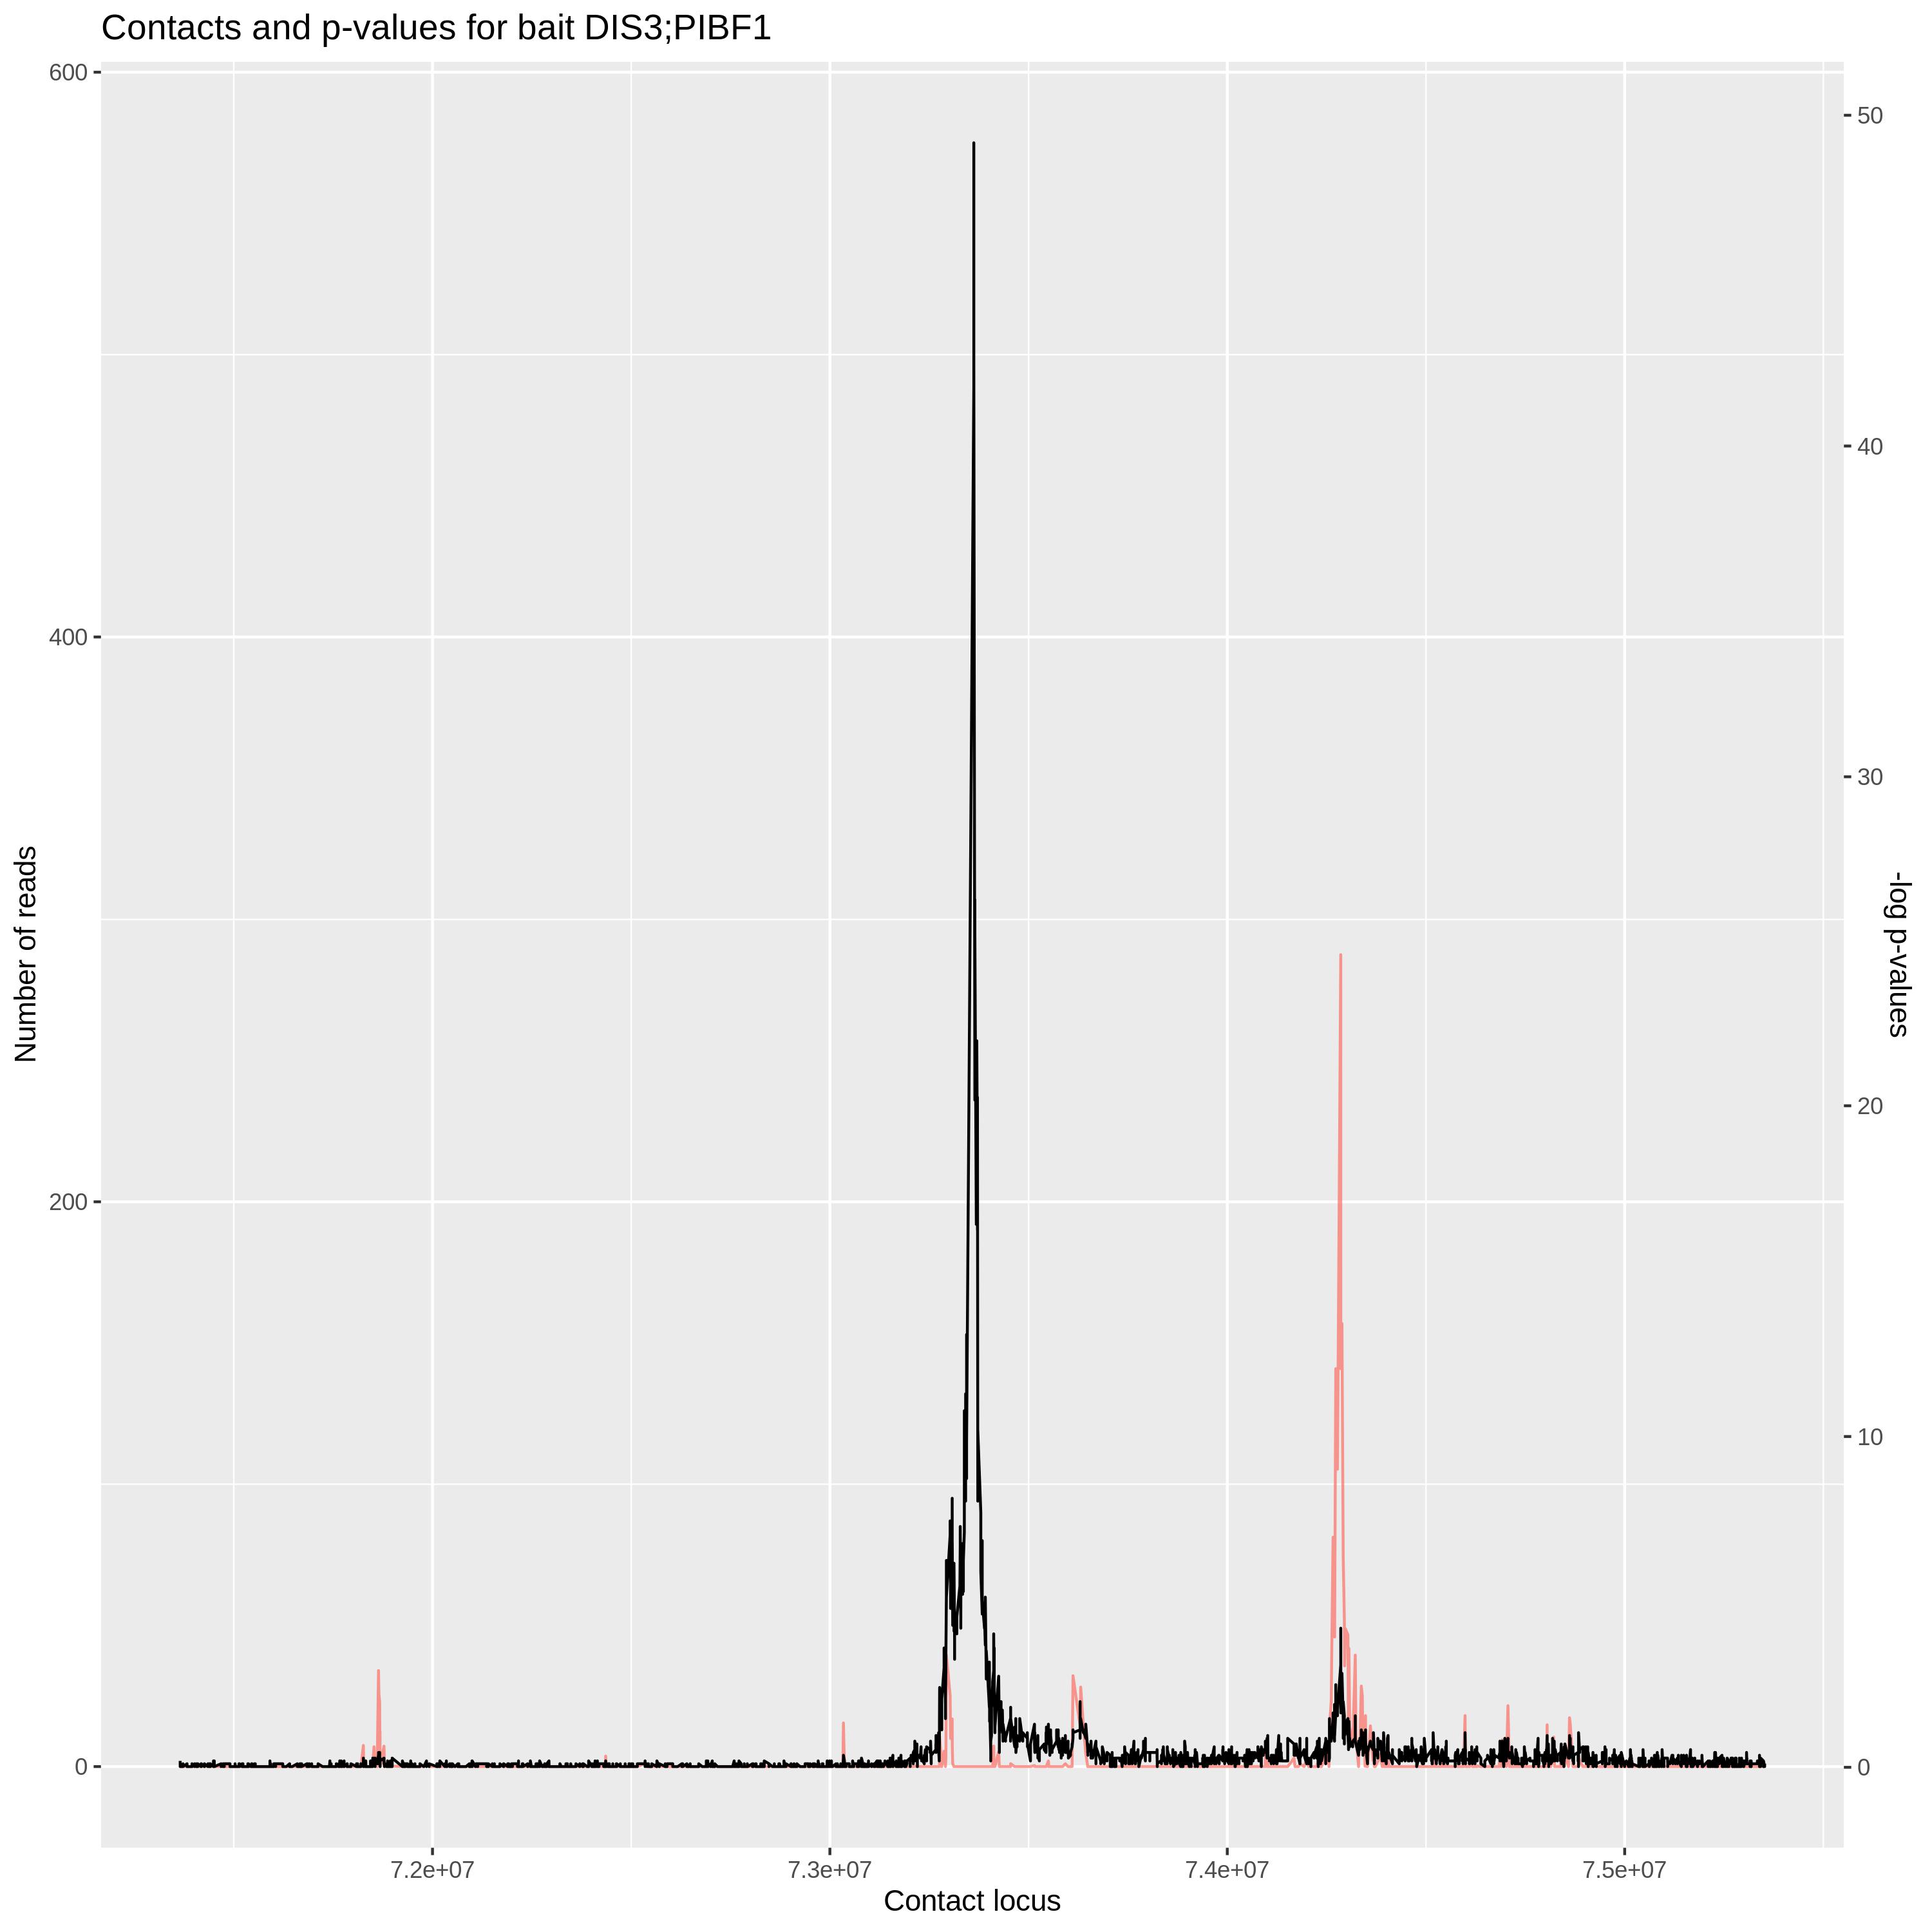 Contacts and p-values for bait DIS3;PIBF1
600
400
200
0
Number of reads
50
40
30
20
10
0
-log p-values
7.2e+07
7.3e+07
7.4e+07
7.5e+07
Contact locus